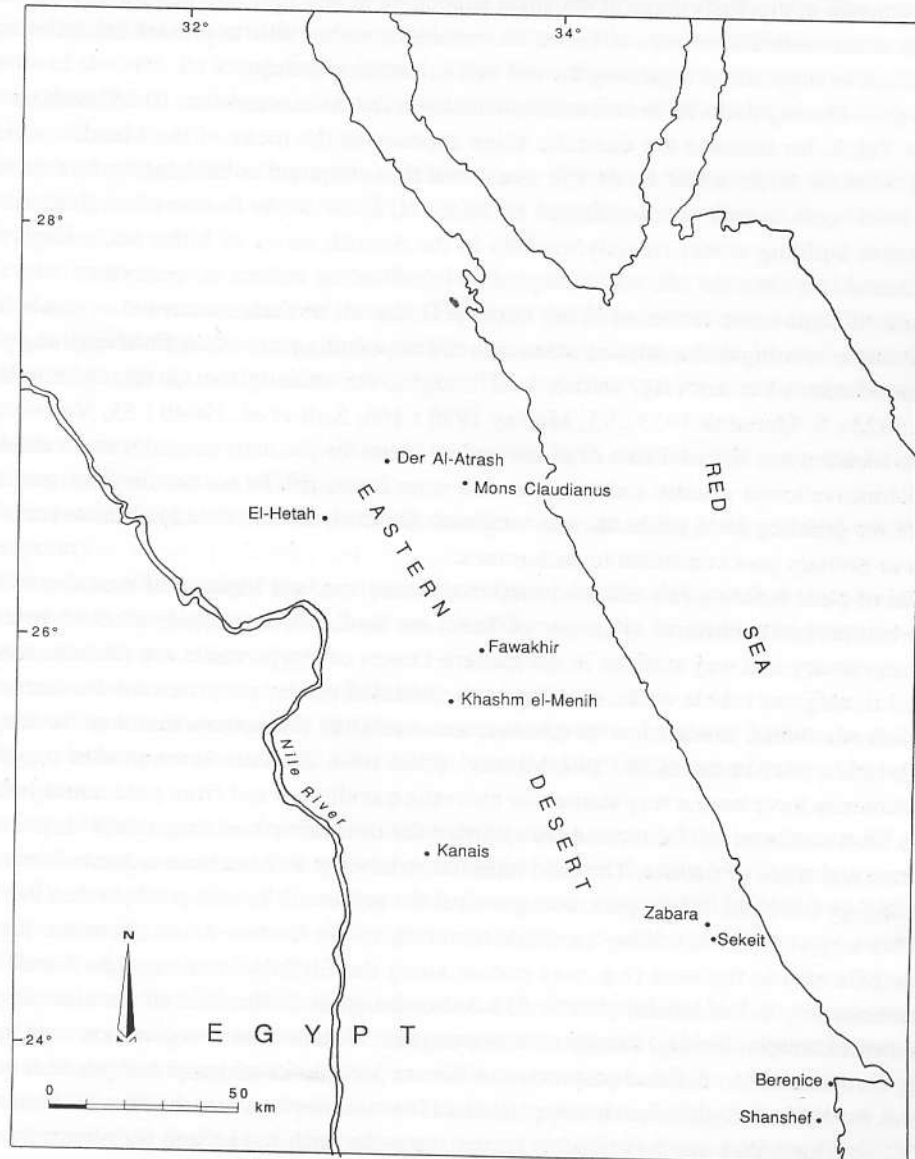 32°
34°
28°
Der Al-Atrash
Mons Claudianus
El-Hetah
EASTERN
DESERT
RED
SEA
26°
Fawakhir
Khashm el-Menih
Nile River
Kanais
Zabara
Sekeit
N
EGYPT
24°
Berenice
Shanshef
0 50
km